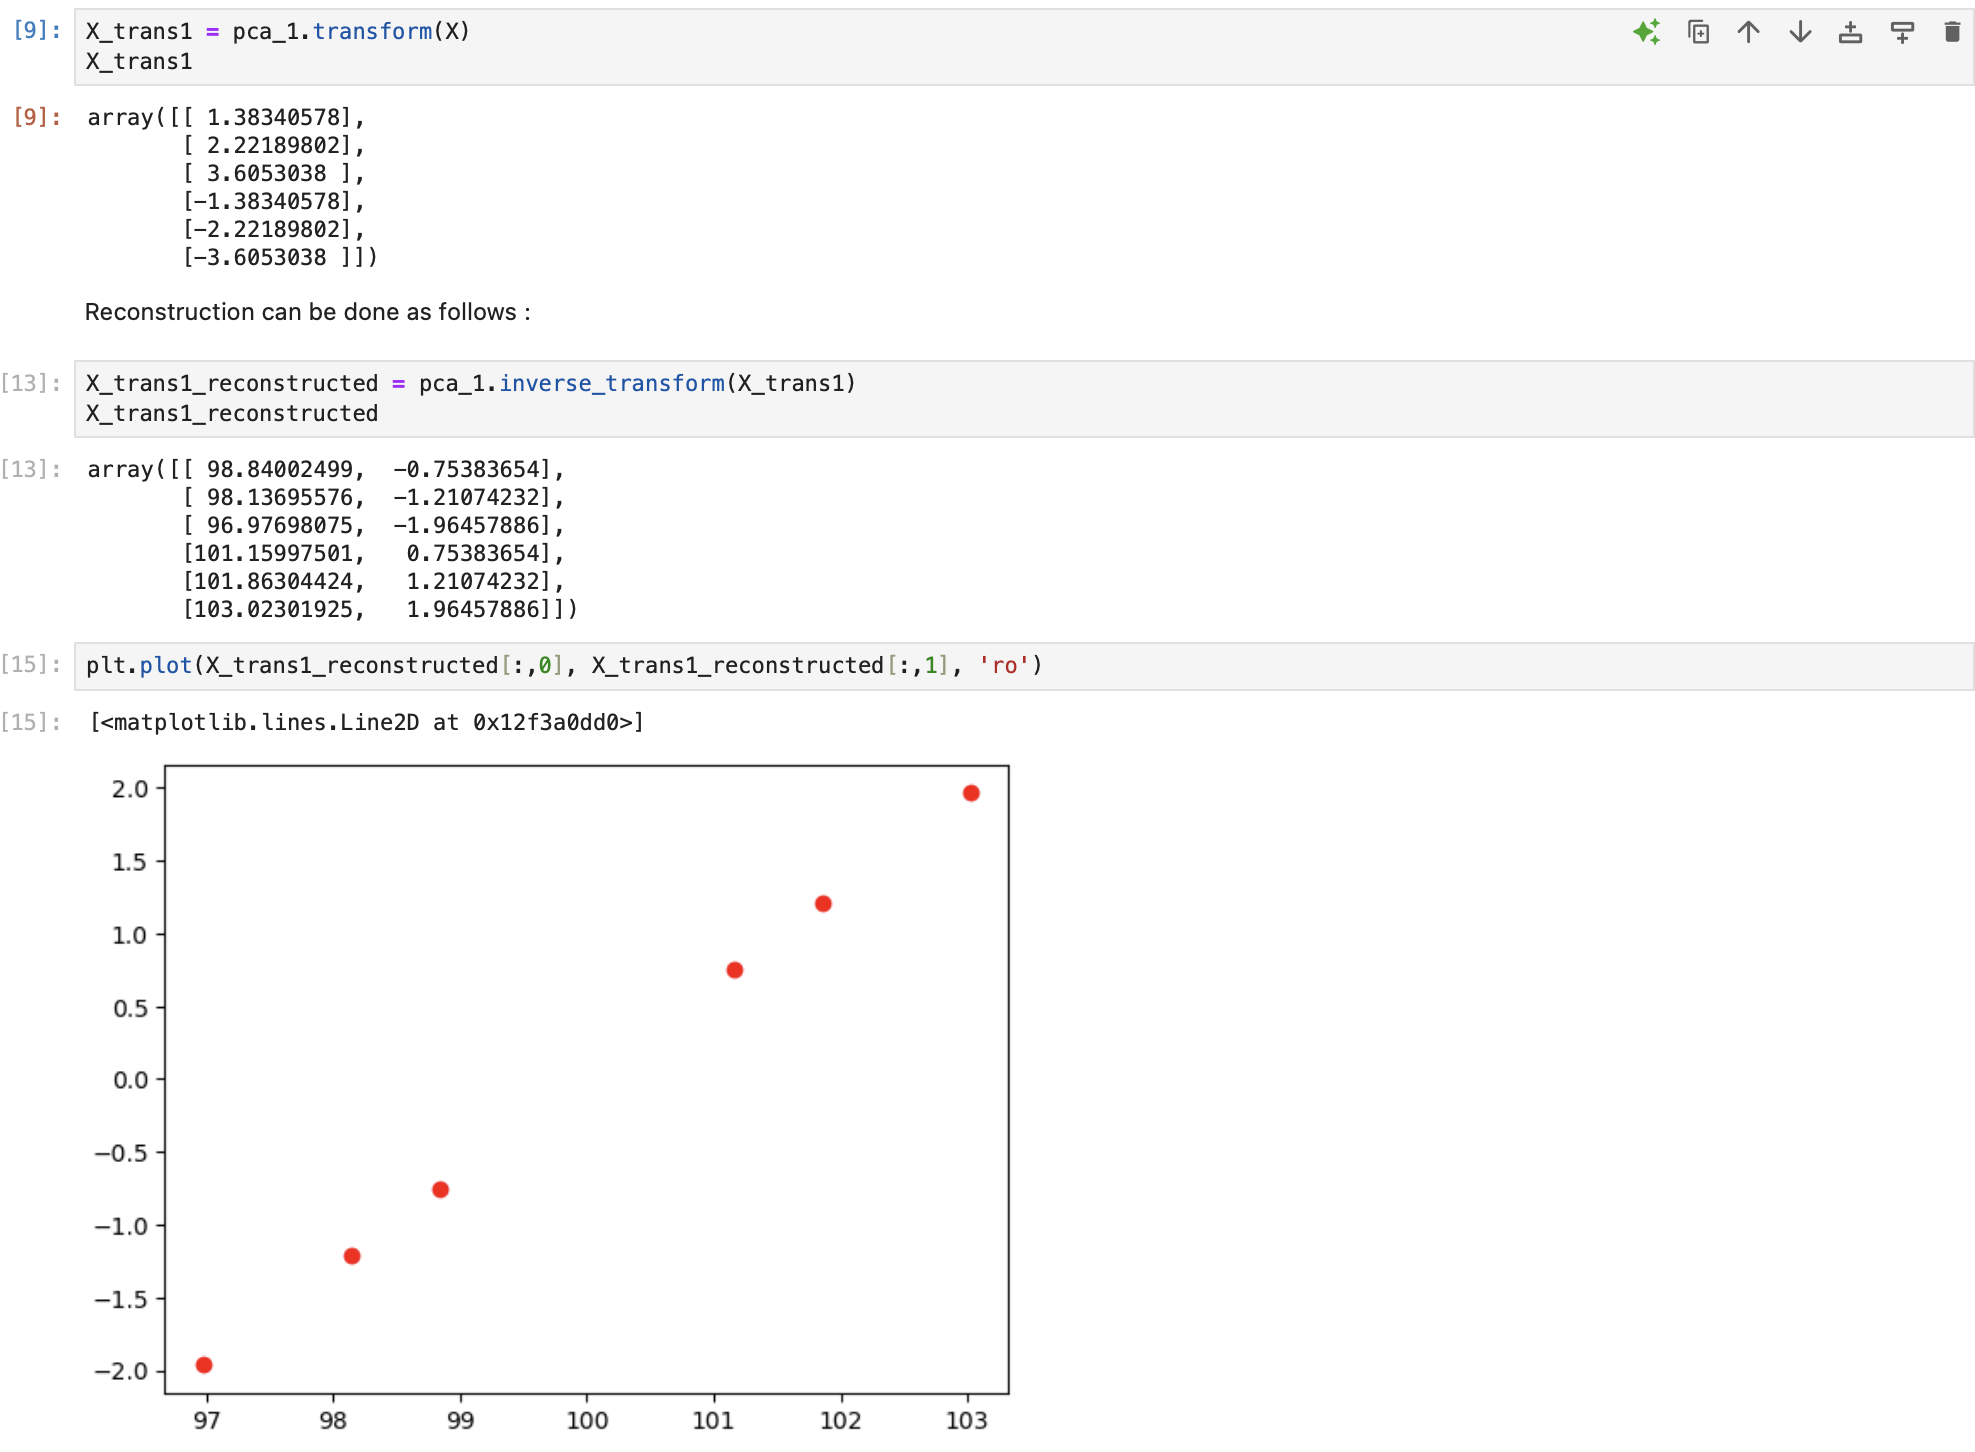 [9]: X_trans1 = pca_1.transform(X)
X_trans1
[9]: array([[ 1.38340578],
[ 2.22189802],
[ 3.6053038 ],
[−1.38340578],
[−2.22189802],
[−3.6053038 ]])
Reconstruction can be done as follows :
[13]: X_trans1_reconstructed = pca_1.inverse_transform(X_trans1)
X_trans1_reconstructed
[13]: array([[ 98.84002499,  −0.75383654],
[ 98.13695576,  −1.21074232],
[ 96.97698075,  −1.96457886],
[101.15997501,   0.75383654],
[101.86304424,   1.21074232],
[103.02301925,   1.96457886]])
[15]: plt.plot(X_trans1_reconstructed[:,0], X_trans1_reconstructed[:,1], 'ro')
[15]: [<matplotlib.lines.Line2D at 0x12f3a0dd0>]
2.0
1.5
1.0
0.5
0.0
−0.5
−1.0
−1.5
−2.0
97 98 99 100 101 102 103